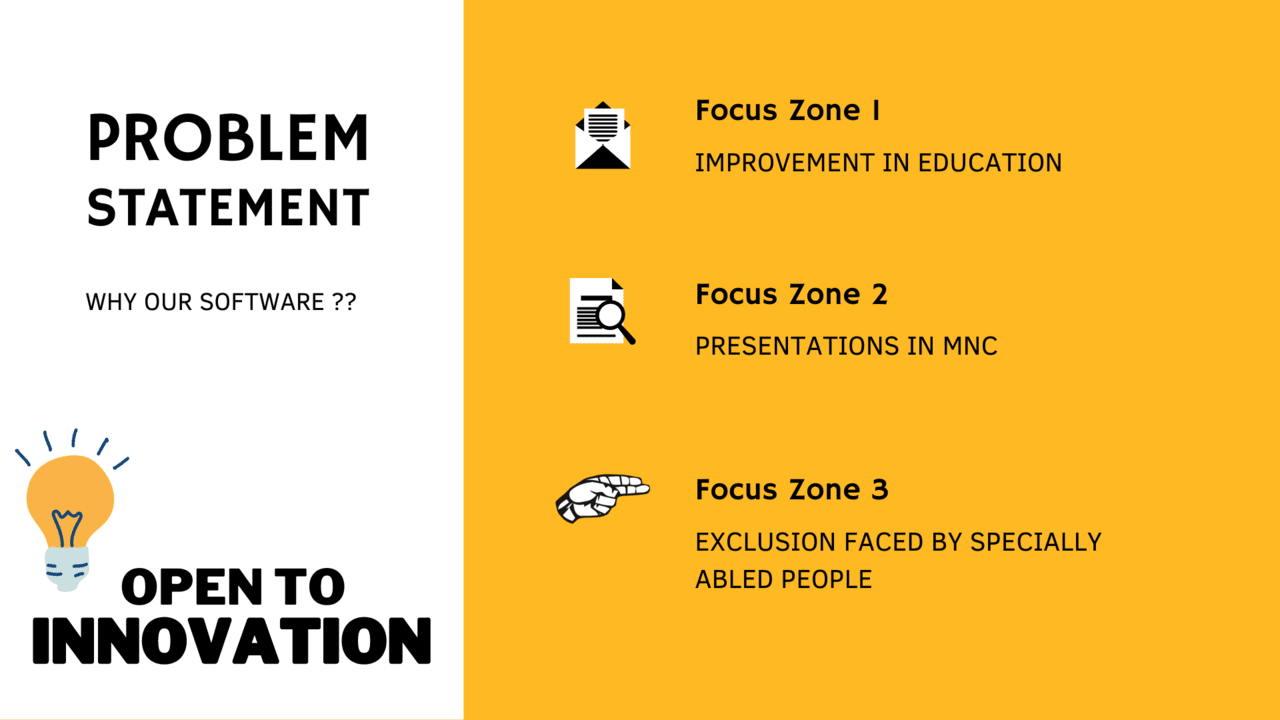 PROBLEM
STATEMENT
WHY OUR SOFTWARE ??
OPEN TO
INNOVATION
Focus Zone 1
IMPROVEMENT IN EDUCATION
Focus Zone 2
PRESENTATIONS IN MNC
Focus Zone 3
EXCLUSION FACED BY SPECIALLY
ABLED PEOPLE